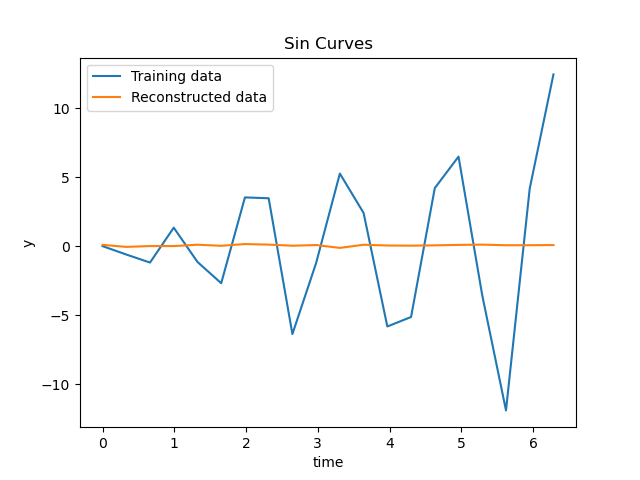 Sin Curves
Training data
Reconstructed data
y
10
5
0
−5
−10
0 1 2 3 4 5 6
time